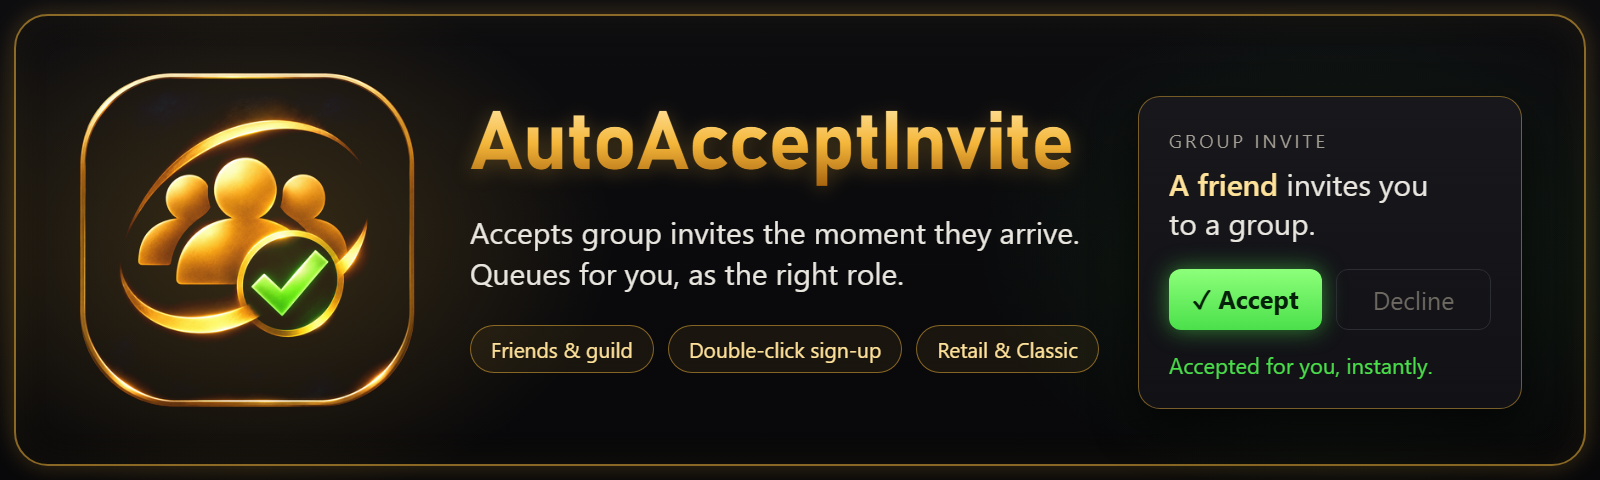 AutoAcceptInvite
Accepts group invites the moment they arrive.
Queues for you, as the right role.
Friends & guild
Double-click sign-up
Retail & Classic
GROUP INVITE
A friend invites you
to a group.
✓ Accept
Decline
Accepted for you, instantly.